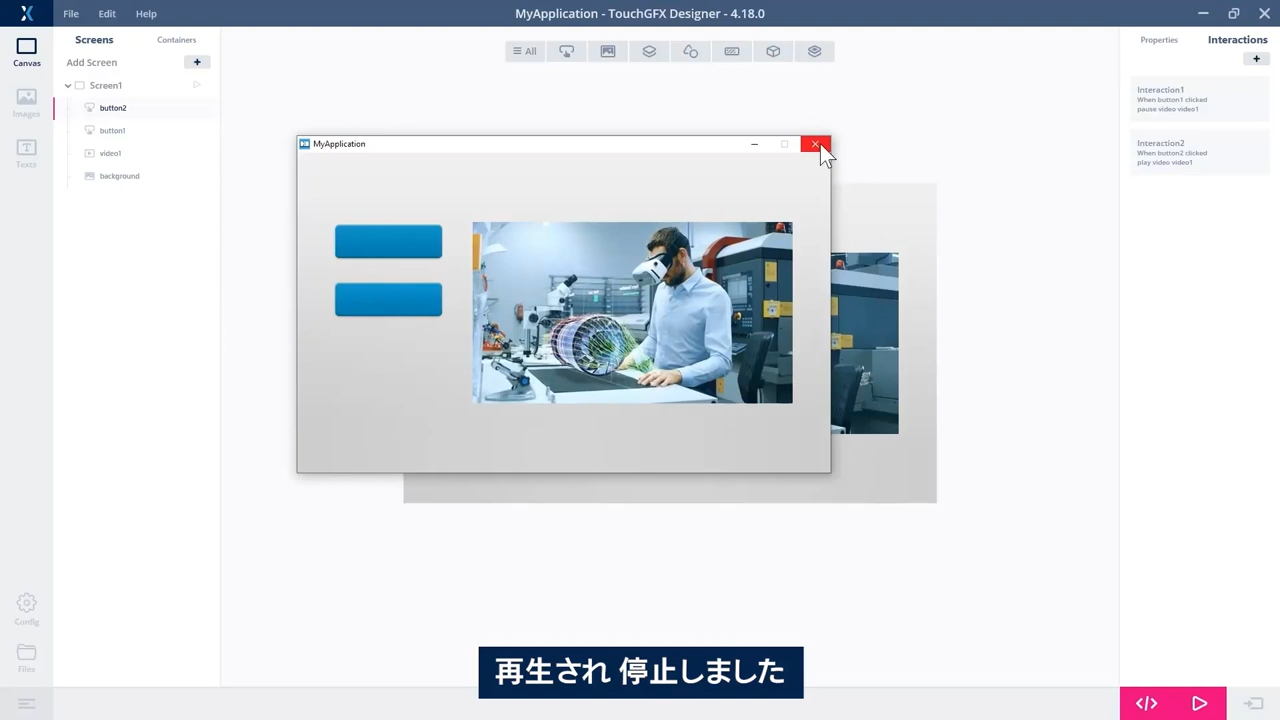 File
Edit
Help
MyApplication - TouchGFX Designer - 4.18.0
Canvas
Images
Texts
Config
Files
Screens
Containers
Add Screen
+
Screen1
button2
button1
video1
background
All
MyApplication
Properties
Interactions
+
Interaction1
When button1 clicked
pause video video1
Interaction2
When button2 clicked
play video video1
再生され 停止しました